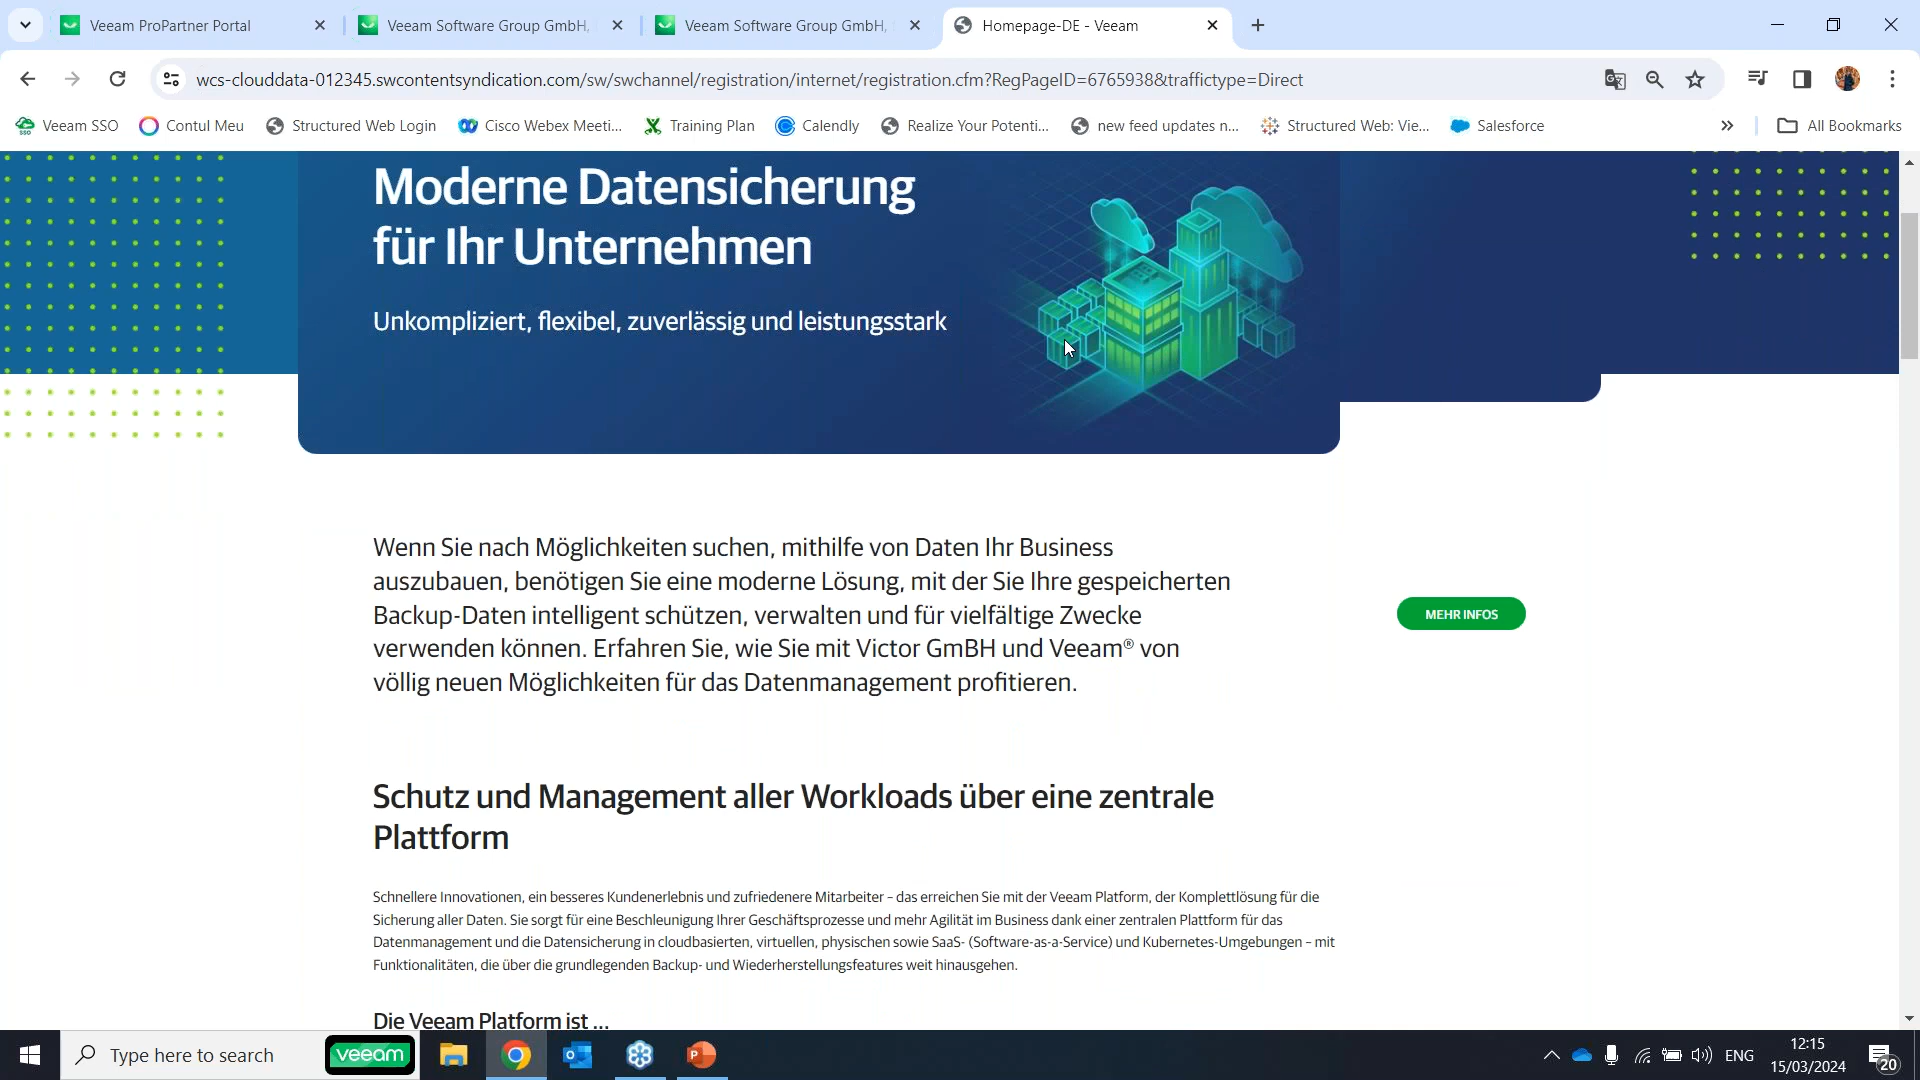 Veeam ProPartner Portal
Veeam Software Group GmbH,
Veeam Software Group GmbH,
Homepage-DE - Veeam
wcs-clouddata-012345.swcontentsyndication.com/sw/swchannel/registration/internet/registration.cfm?RegPageID=6765938&traffictype=Direct
Veeam SSO
Contul Meu
Structured Web Login
Cisco Webex Meeti...
Training Plan
Calendly
Realize Your Potenti...
new feed updates n...
Structured Web: Vie...
Salesforce
All Bookmarks
Moderne Datensicherung
für Ihr Unternehmen
Unkompliziert, flexibel, zuverlässig und leistungsstark
Wenn Sie nach Möglichkeiten suchen, mithilfe von Daten Ihr Business
auszubauen, benötigen Sie eine moderne Lösung, mit der Sie Ihre gespeicherten
Backup-Daten intelligent schützen, verwalten und für vielfältige Zwecke
verwenden können. Erfahren Sie, wie Sie mit Victor GmBH und Veeam® von
völlig neuen Möglichkeiten für das Datenmanagement profitieren.
MEHR INFOS
Schutz und Management aller Workloads über eine zentrale
Plattform
Schnellere Innovationen, ein besseres Kundenerlebnis und zufriedenere Mitarbeiter – das erreichen Sie mit der Veeam Platform, der Komplettlösung für die
Sicherung aller Daten. Sie sorgt für eine Beschleunigung Ihrer Geschäftsprozesse und mehr Agilität im Business dank einer zentralen Plattform für das
Datenmanagement und die Datensicherung in cloudbasierten, virtuellen, physischen sowie SaaS- (Software-as-a-Service) und Kubernetes-Umgebungen – mit
Funktionalitäten, die über die grundlegenden Backup- und Wiederherstellungsfeatures weit hinausgehen.
Die Veeam Platform ist ...
Type here to search
veeam
ENG
12:15
15/03/2024
20